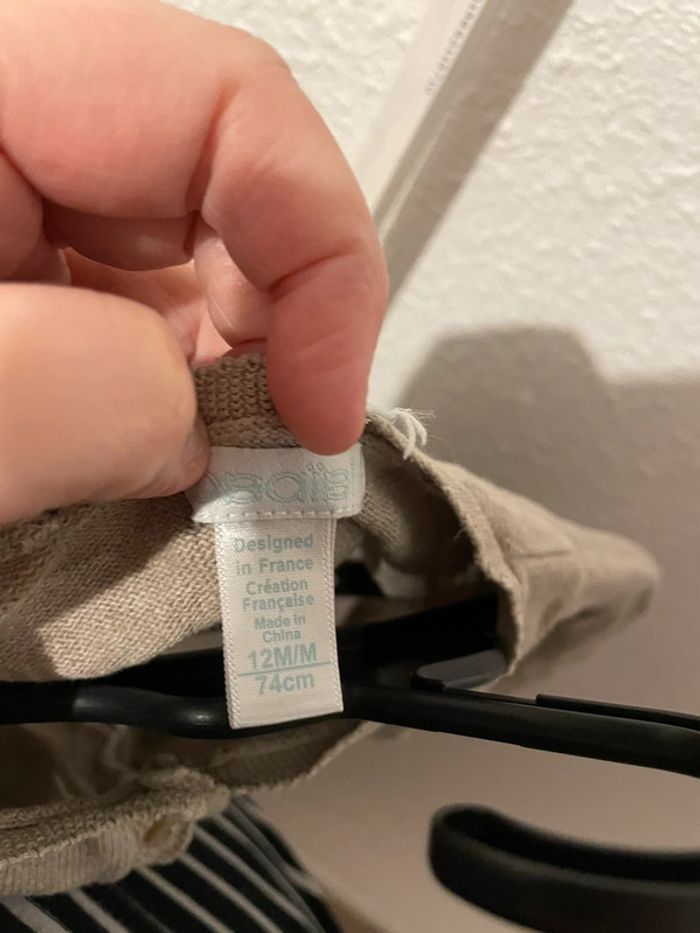 Designed
in France
Création
Française
Made in
China
12M/M
74cm